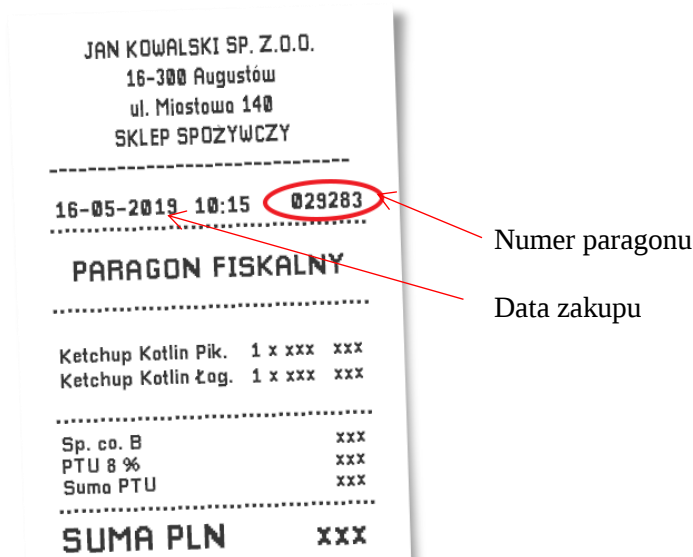 JAN KOWALSKI SP. Z.O.O.
16-300 Augustów
ul. Miastowa 140
SKLEP SPOŻYWCZY
16-05-2019 10:15 029283
Numer paragonu
PARAGON FISKALNY
Data zakupu
Ketchup Kotlin Pik. 1 x xxx xxx
Ketchup Kotlin Łag. 1 x xxx xxx
Sp. co. B xxx
PTU 8 % xxx
Suma PTU xxx
SUMA PLN xxx